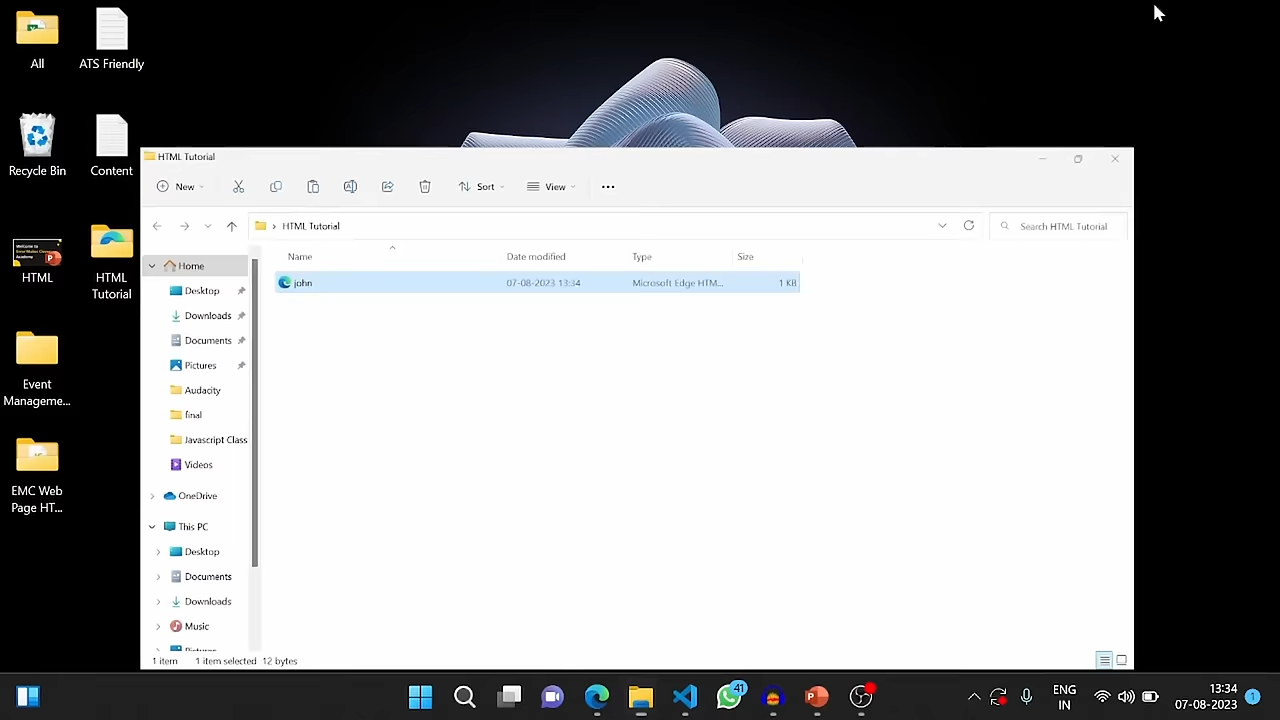 All
ATS Friendly
Recycle Bin
Content
HTML
HTML
Tutorial
Event
Manageme...
EMC Web
Page HT...
HTML Tutorial
New
Sort
View
HTML Tutorial
Search HTML Tutorial
Home
Desktop
Downloads
Documents
Pictures
Audacity
final
Javascript Class
Videos
OneDrive
This PC
Desktop
Documents
Downloads
Music
Pictures
Name Date modified Type Size
john 07-08-2023 13:34 Microsoft Edge HTM... 1 KB
1 item 1 item selected 12 bytes
41
ENG
IN
13:34
07-08-2023
1